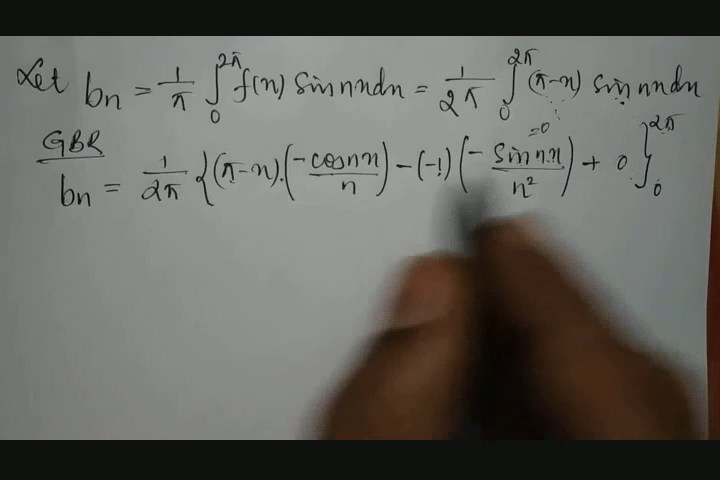 Let bn = 1/π ∫₀^2π f(x) sin nx dx = 1/2π ∫₀^2π (π-x) sin nx dx
GBR =0
bn = 1/2π {(π-x).(-cos nx/n) - (-1)(-sin nx/n²) + 0}₀^2π